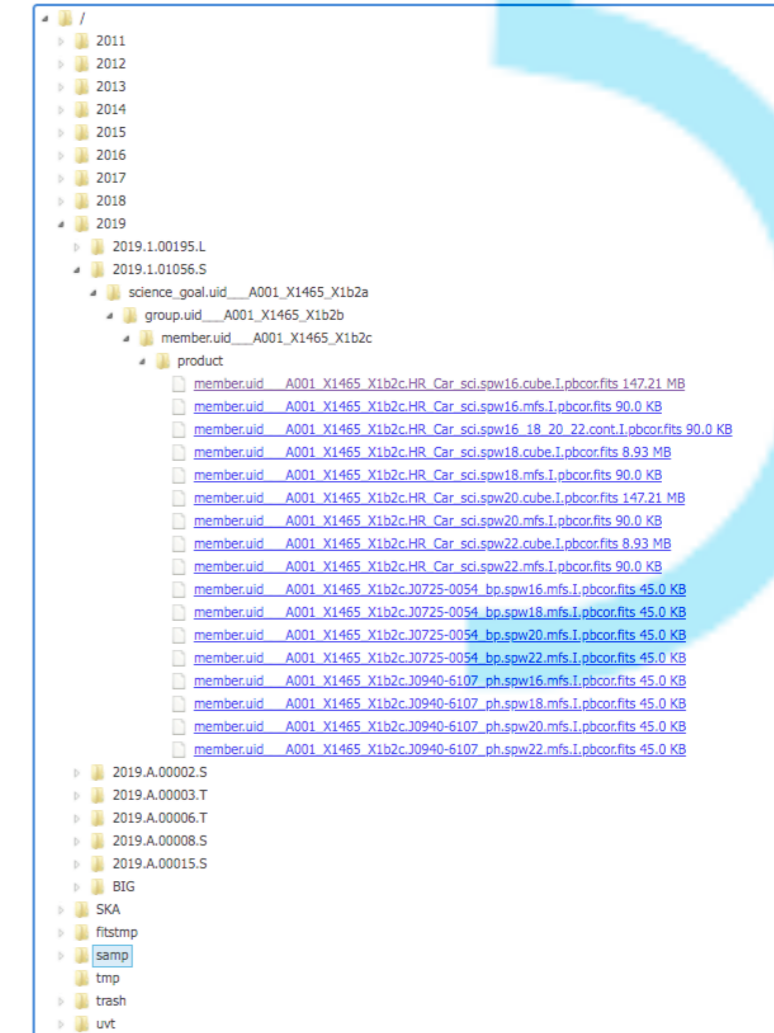 /
2011
2012
2013
2014
2015
2016
2017
2018
2019
2019.1.00195.L
2019.1.01056.S
science_goal.uid___A001_X1465_X1b2a
group.uid___A001_X1465_X1b2b
member.uid___A001_X1465_X1b2c
product
member.uid___A001_X1465_X1b2c.HR_Car_sci.spw16.cube.I.pbcor.fits 147.21 MB
member.uid___A001_X1465_X1b2c.HR_Car_sci.spw16.mfs.I.pbcor.fits 90.0 KB
member.uid___A001_X1465_X1b2c.HR_Car_sci.spw16_18_20_22.cont.I.pbcor.fits 90.0 KB
member.uid___A001_X1465_X1b2c.HR_Car_sci.spw18.cube.I.pbcor.fits 8.93 MB
member.uid___A001_X1465_X1b2c.HR_Car_sci.spw18.mfs.I.pbcor.fits 90.0 KB
member.uid___A001_X1465_X1b2c.HR_Car_sci.spw20.cube.I.pbcor.fits 147.21 MB
member.uid___A001_X1465_X1b2c.HR_Car_sci.spw20.mfs.I.pbcor.fits 90.0 KB
member.uid___A001_X1465_X1b2c.HR_Car_sci.spw22.cube.I.pbcor.fits 8.93 MB
member.uid___A001_X1465_X1b2c.HR_Car_sci.spw22.mfs.I.pbcor.fits 90.0 KB
member.uid___A001_X1465_X1b2c.J0725-0054_bp.spw16.mfs.I.pbcor.fits 45.0 KB
member.uid___A001_X1465_X1b2c.J0725-0054_bp.spw18.mfs.I.pbcor.fits 45.0 KB
member.uid___A001_X1465_X1b2c.J0725-0054_bp.spw20.mfs.I.pbcor.fits 45.0 KB
member.uid___A001_X1465_X1b2c.J0725-0054_bp.spw22.mfs.I.pbcor.fits 45.0 KB
member.uid___A001_X1465_X1b2c.J0940-6107_ph.spw16.mfs.I.pbcor.fits 45.0 KB
member.uid___A001_X1465_X1b2c.J0940-6107_ph.spw18.mfs.I.pbcor.fits 45.0 KB
member.uid___A001_X1465_X1b2c.J0940-6107_ph.spw20.mfs.I.pbcor.fits 45.0 KB
member.uid___A001_X1465_X1b2c.J0940-6107_ph.spw22.mfs.I.pbcor.fits 45.0 KB
2019.A.00002.S
2019.A.00003.T
2019.A.00006.T
2019.A.00008.S
2019.A.00015.S
BIG
SKA
fitstmp
samp
tmp
trash
uvt